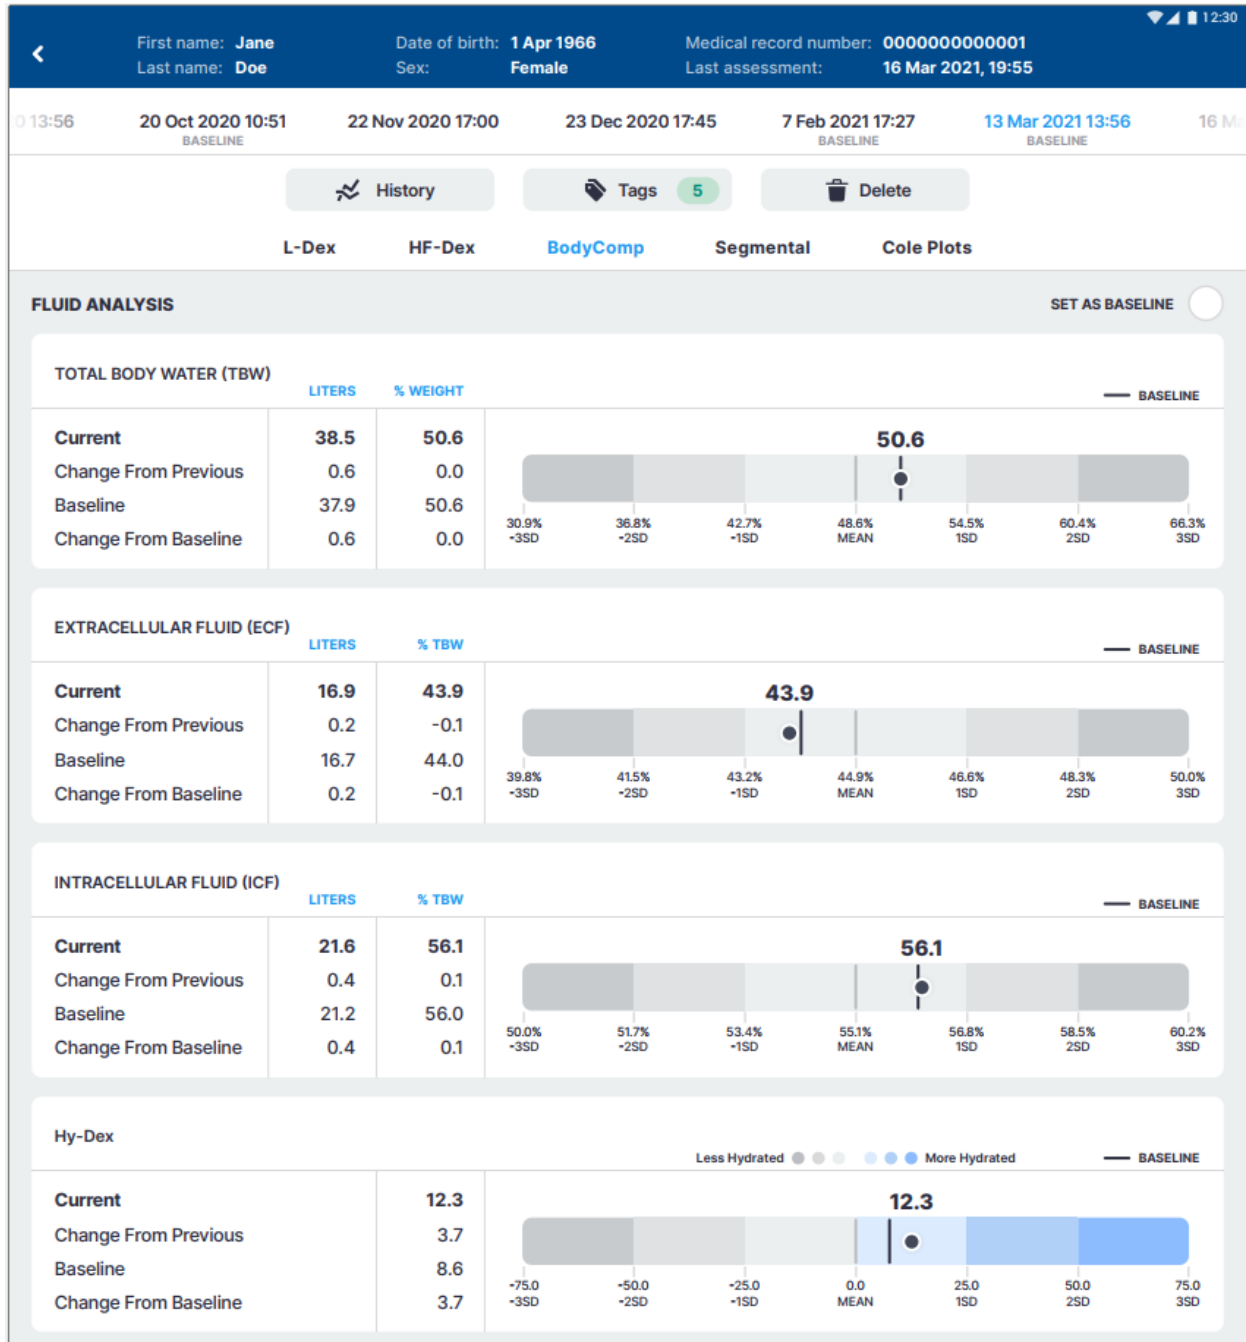 12:30
First name: Jane Date of birth: 1 Apr 1966 Medical record number: 0000000000001
Last name: Doe Sex: Female Last assessment: 16 Mar 2021, 19:55
0 13:56 20 Oct 2020 10:51 22 Nov 2020 17:00 23 Dec 2020 17:45 7 Feb 2021 17:27 13 Mar 2021 13:56 16 Ma
BASELINE BASELINE BASELINE
History Tags 5 Delete
L-Dex HF-Dex BodyComp Segmental Cole Plots
FLUID ANALYSIS SET AS BASELINE
TOTAL BODY WATER (TBW)
LITERS % WEIGHT BASELINE
Current 38.5 50.6 50.6
Change From Previous 0.6 0.0
Baseline 37.9 50.6
30.9% 36.8% 42.7% 48.6% 54.5% 60.4% 66.3%
Change From Baseline 0.6 0.0 -3SD -2SD -1SD MEAN 1SD 2SD 3SD
EXTRACELLULAR FLUID (ECF)
LITERS % TBW BASELINE
Current 16.9 43.9 43.9
Change From Previous 0.2 -0.1
Baseline 16.7 44.0
39.8% 41.5% 43.2% 44.9% 46.6% 48.3% 50.0%
Change From Baseline 0.2 -0.1 -3SD -2SD -1SD MEAN 1SD 2SD 3SD
INTRACELLULAR FLUID (ICF)
LITERS % TBW BASELINE
Current 21.6 56.1 56.1
Change From Previous 0.4 0.1
Baseline 21.2 56.0
50.0% 51.7% 53.4% 55.1% 56.8% 58.5% 60.2%
Change From Baseline 0.4 0.1 -3SD -2SD -1SD MEAN 1SD 2SD 3SD
Hy-Dex
Less Hydrated More Hydrated BASELINE
Current 12.3 12.3
Change From Previous 3.7
Baseline 8.6
-75.0 -50.0 -25.0 0.0 25.0 50.0 75.0
Change From Baseline 3.7 -3SD -2SD -1SD MEAN 1SD 2SD 3SD